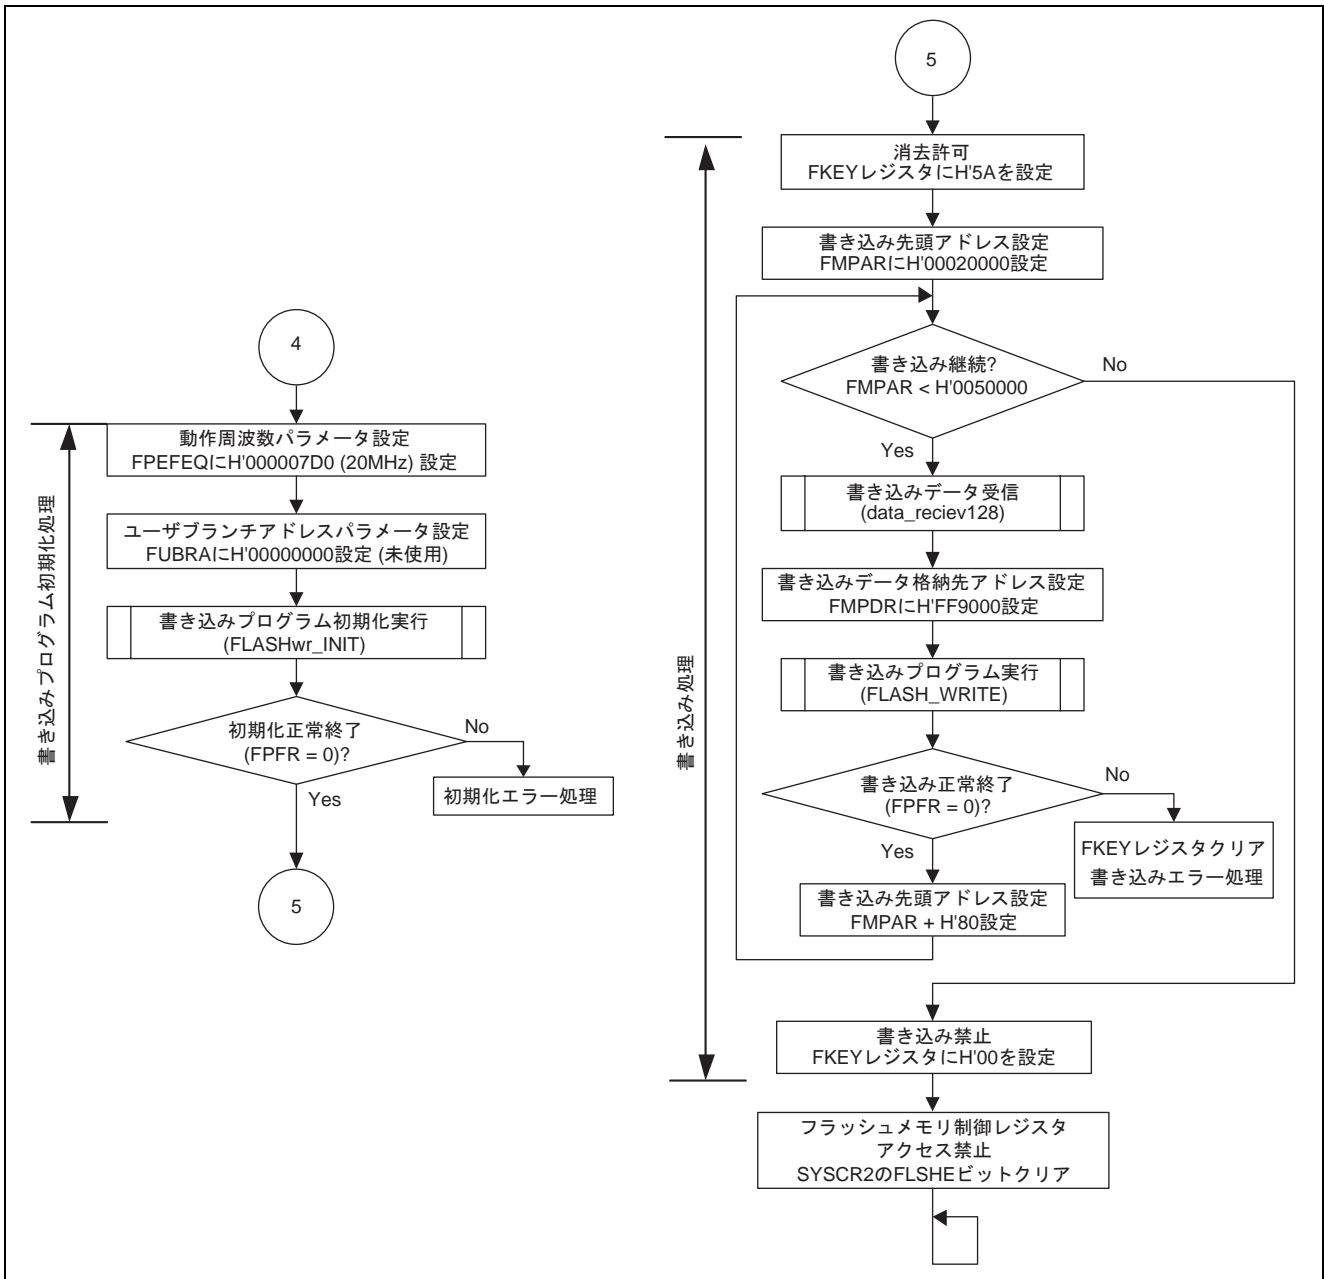 4
書き込みプログラム初期化処理
動作周波数パラメータ設定
FPEFEQにH'000007D0 (20MHz) 設定
ユーザブランチアドレスパラメータ設定
FUBRAにH'00000000設定 (未使用)
書き込みプログラム初期化実行
(FLASHwr_INIT)
初期化正常終了
(FPFR = 0)?
No
初期化エラー処理
Yes
5
5
書き込み処理
消去許可
FKEYレジスタにH'5Aを設定
書き込み先頭アドレス設定
FMPARにH'00020000設定
書き込み継続?
FMPAR < H'0050000
No
Yes
書き込みデータ受信
(data_reciev128)
書き込みデータ格納先アドレス設定
FMPDRにH'FF9000設定
書き込みプログラム実行
(FLASH_WRITE)
書き込み正常終了
(FPFR = 0)?
No
FKEYレジスタクリア
書き込みエラー処理
Yes
書き込み先頭アドレス設定
FMPAR + H'80設定
書き込み禁止
FKEYレジスタにH'00を設定
フラッシュメモリ制御レジスタ
アクセス禁止
SYSCR2のFLSHEビットクリア